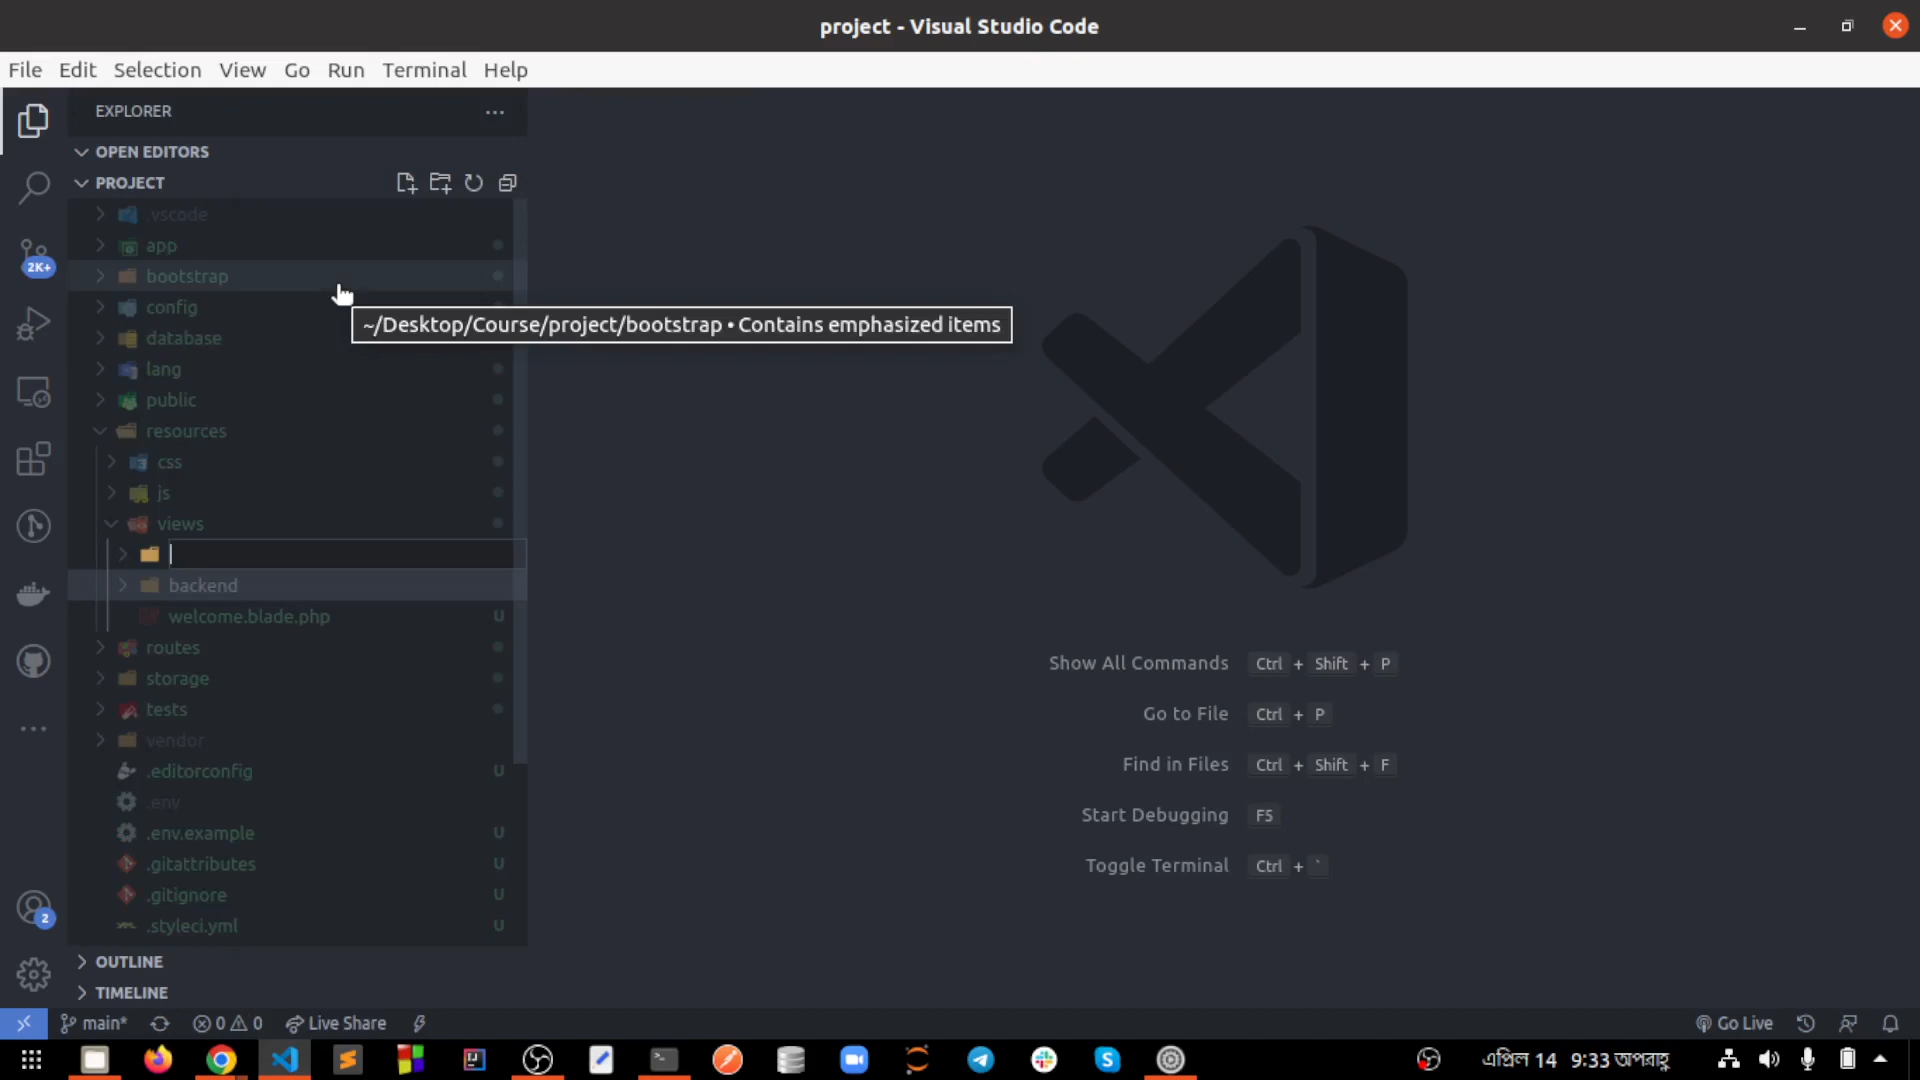 project - Visual Studio Code
File Edit Selection View Go Run Terminal Help
EXPLORER
OPEN EDITORS
PROJECT
.vscode
app
bootstrap
~/Desktop/Course/project/bootstrap • Contains emphasized items
config
database
lang
public
resources
css
js
views
backend
welcome.blade.php U
routes
storage
tests
vendor
.editorconfig U
.env
.env.example U
.gitattributes U
.gitignore U
.styleci.yml U
OUTLINE
TIMELINE
2K+
2
Show All Commands Ctrl + Shift + P
Go to File Ctrl + P
Find in Files Ctrl + Shift + F
Start Debugging F5
Toggle Terminal Ctrl + `
main* 0 0 Live Share Go Live
এপ্রিল 14 9:33 অপরাহ্ণ